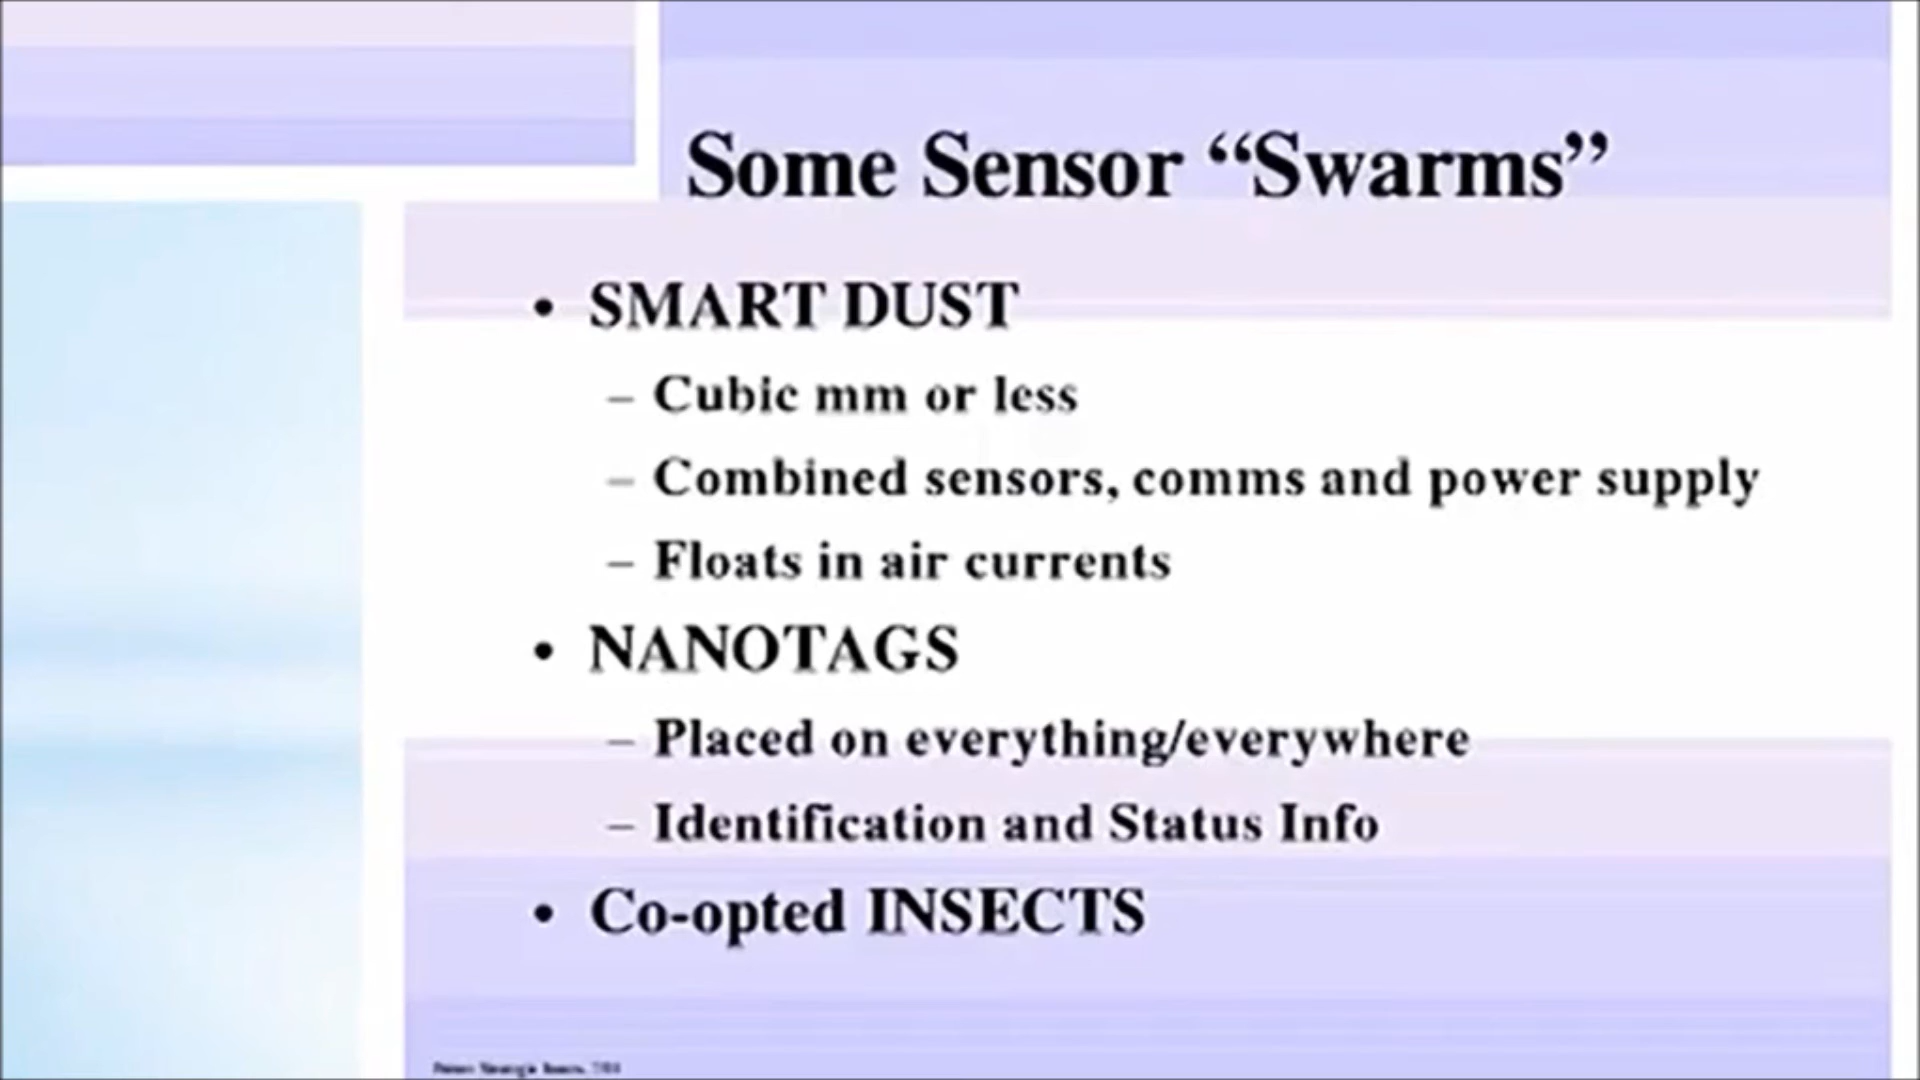 Some Sensor “Swarms”
• SMART DUST
– Cubic mm or less
– Combined sensors, comms and power supply
– Floats in air currents
• NANOTAGS
– Placed on everything/everywhere
– Identification and Status Info
• Co-opted INSECTS